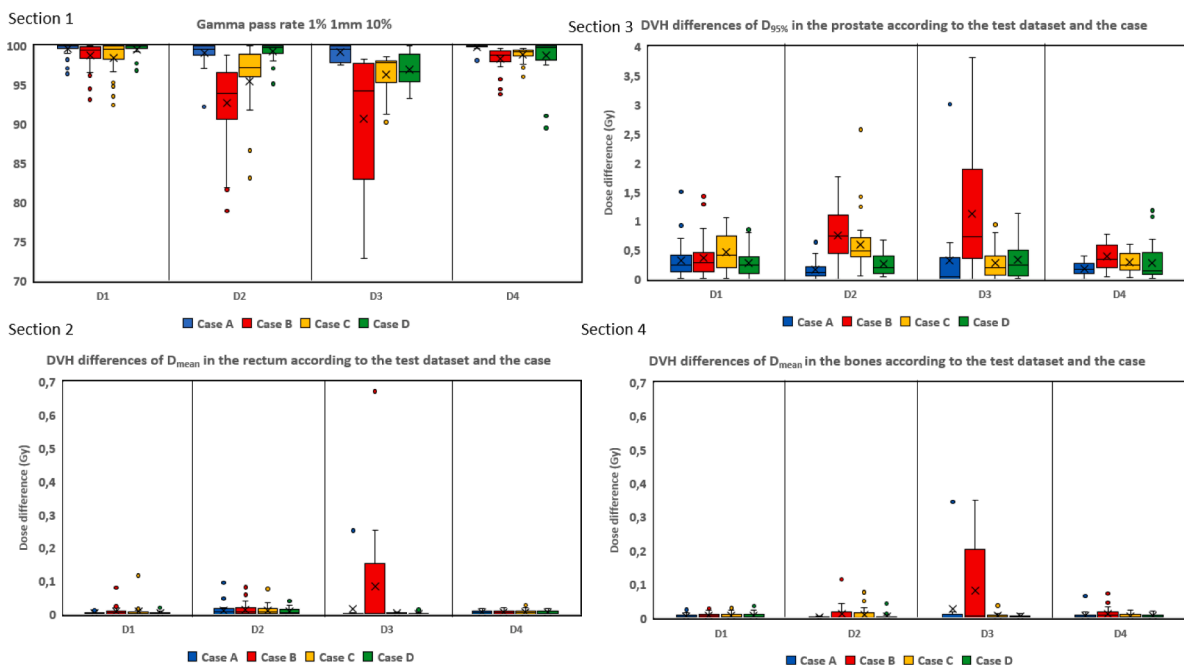 Section 1
Gamma pass rate 1% 1mm 10%
100
95
90
85
80
75
70
D1 D2 D3 D4
Case A Case B Case C Case D
Section 3
DVH differences of D95% in the prostate according to the test dataset and the case
Dose difference (Gy)
4
3,5
3
2,5
2
1,5
1
0,5
0
D1 D2 D3 D4
Case A Case B Case C Case D
Section 2
DVH differences of Dmean in the rectum according to the test dataset and the case
Dose difference (Gy)
0,7
0,6
0,5
0,4
0,3
0,2
0,1
0
D1 D2 D3 D4
Case A Case B Case C Case D
Section 4
DVH differences of Dmean in the bones according to the test dataset and the case
Dose difference (Gy)
0,7
0,6
0,5
0,4
0,3
0,2
0,1
0
D1 D2 D3 D4
Case A Case B Case C Case D